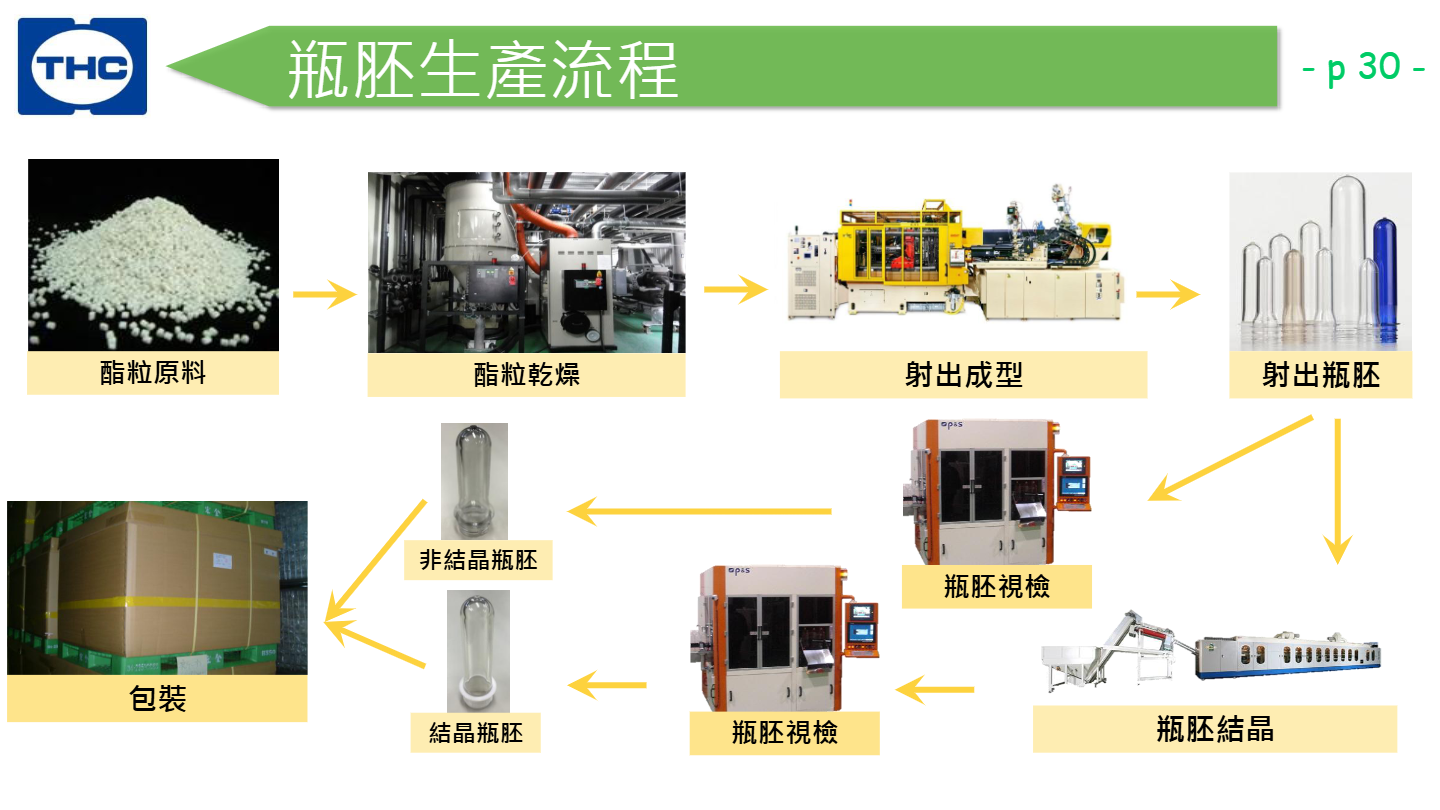 THC
瓶胚生產流程
- p 30 -
酯粒原料
酯粒乾燥
射出成型
射出瓶胚
p&s
瓶胚視檢
非結晶瓶胚
p&s
瓶胚視檢
瓶胚結晶
結晶瓶胚
包裝